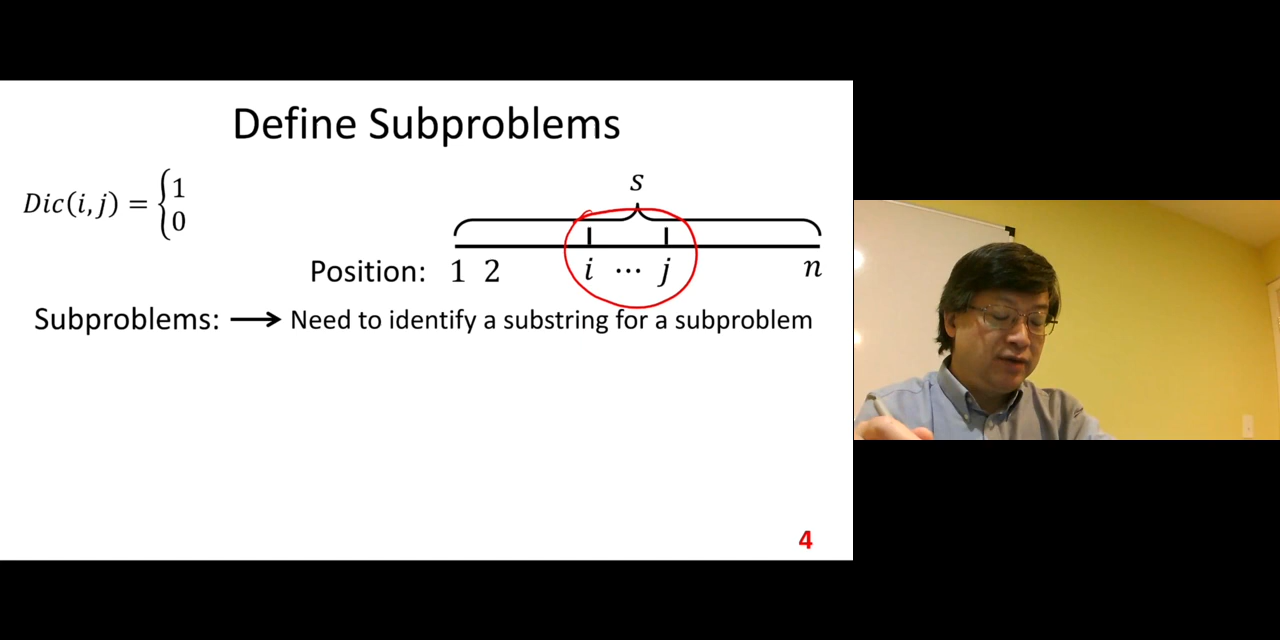 Define Subproblems
Dic(i,j) = {1
0
s
Position: 1 2 i ⋯ j n
Subproblems: ⟶ Need to identify a substring for a subproblem
4